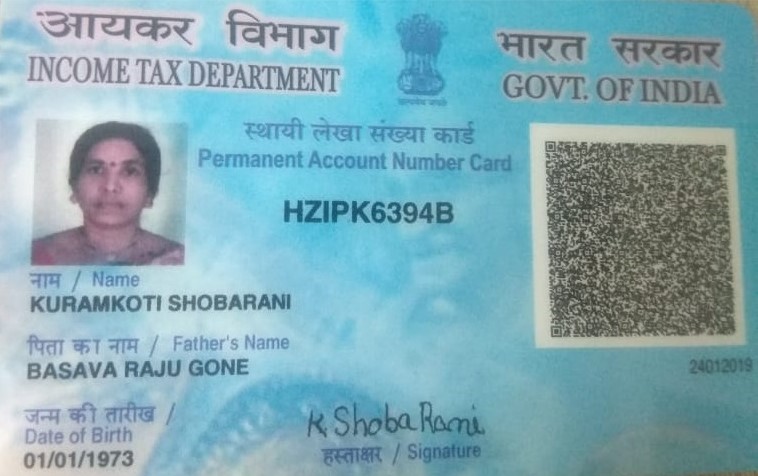 आयकर विभाग
INCOME TAX DEPARTMENT
भारत सरकार
GOVT. OF INDIA
सत्यमेव जयते
स्थायी लेखा संख्या कार्ड
Permanent Account Number Card
HZIPK6394B
नाम / Name
KURAMKOTI SHOBARANI
पिता का नाम / Father's Name
BASAVA RAJU GONE
24012019
जन्म की तारीख /
Date of Birth
01/01/1973
K Shoba Rani
हस्ताक्षर / Signature